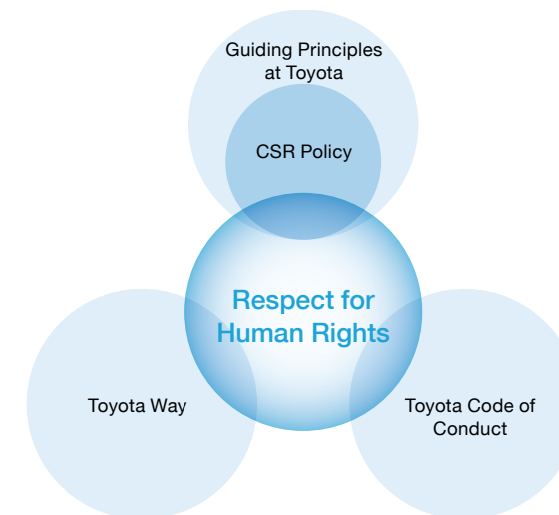 Guiding Principles
at Toyota
CSR Policy
Respect for
Human Rights
Toyota Way
Toyota Code of
Conduct